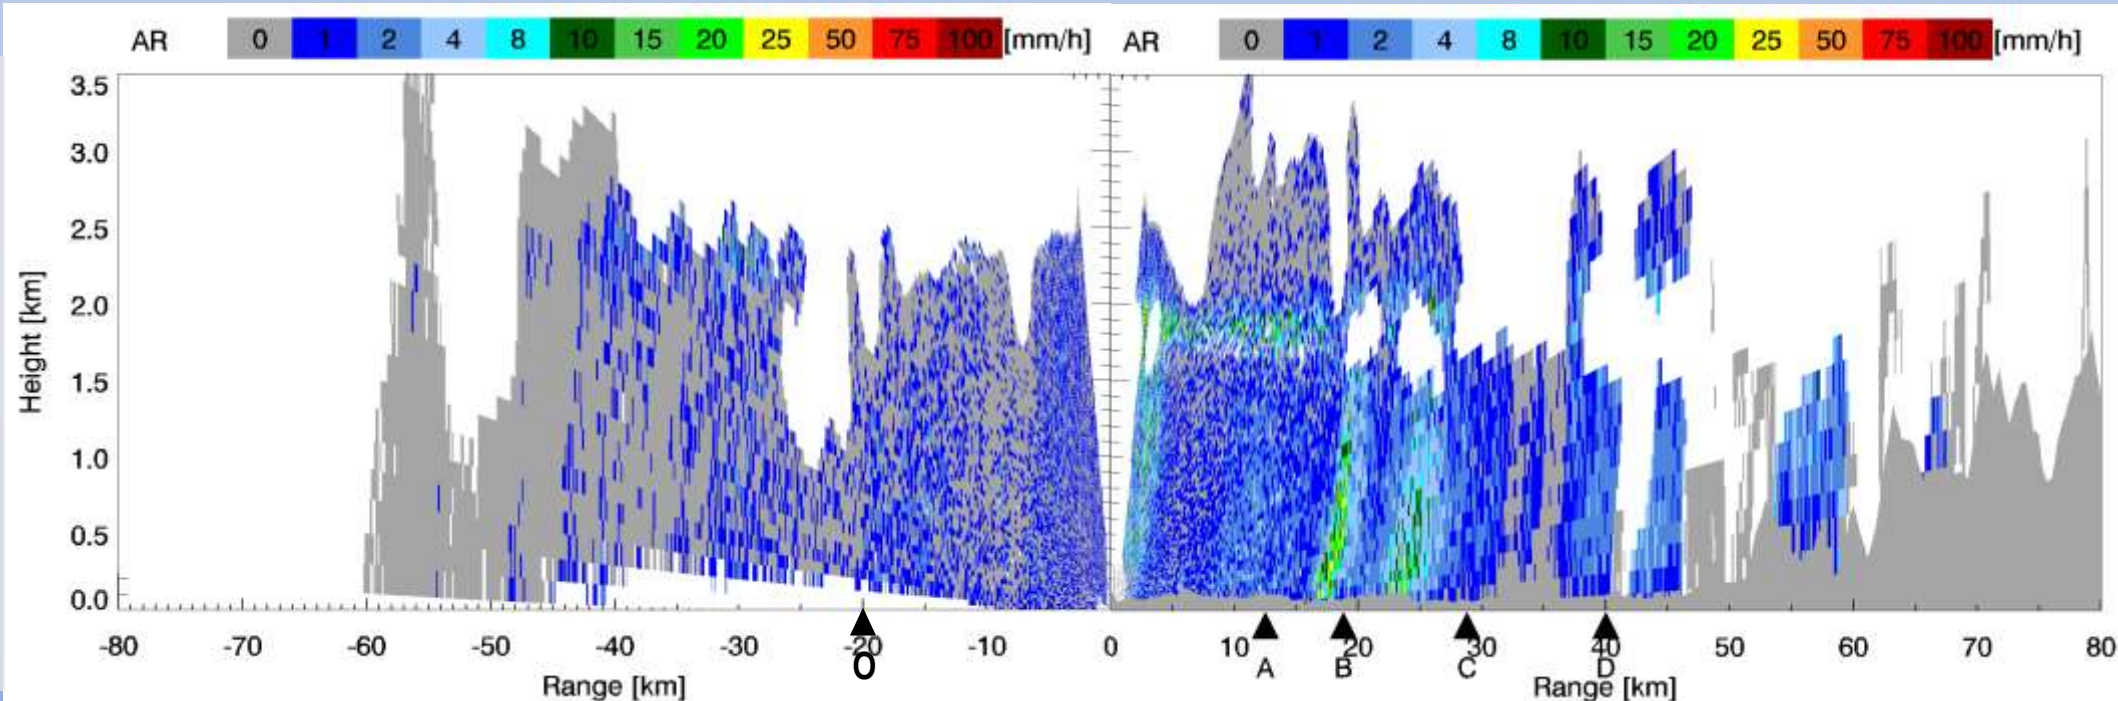 AR 0 1 2 4 8 10 15 20 25 50 75 100 [mm/h]
AR 0 1 2 4 8 10 15 20 25 50 75 100 [mm/h]
3.5
3.0
2.5
2.0
1.5
1.0
0.5
0.0
Height [km]
-80 -70 -60 -50 -40 -30 -20 -10 0 10 20 30 40 50 60 70 80
O A B C D
Range [km] Range [km]